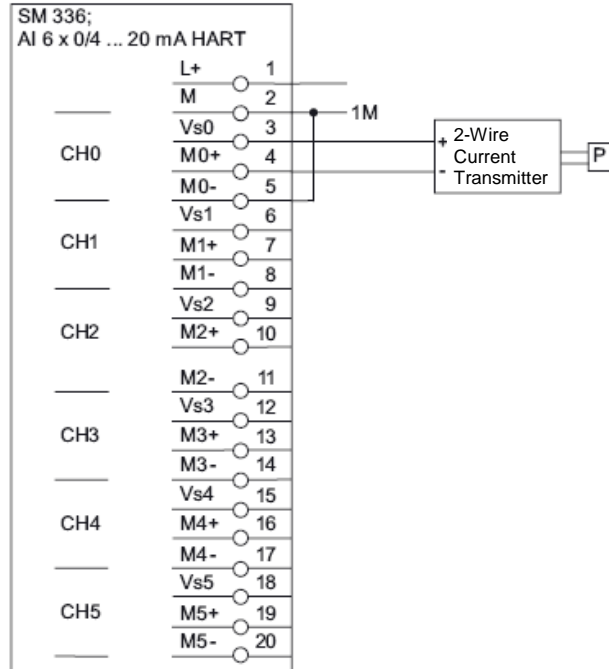 SM 336;
AI 6 x 0/4 ... 20 mA HART
L+ 1
M 2
1M
Vs0 3
CH0 M0+ 4
M0- 5
+ 2-Wire
Current
- Transmitter
P
Vs1 6
CH1 M1+ 7
M1- 8
Vs2 9
CH2 M2+ 10
M2- 11
Vs3 12
CH3 M3+ 13
M3- 14
Vs4 15
CH4 M4+ 16
M4- 17
Vs5 18
CH5 M5+ 19
M5- 20